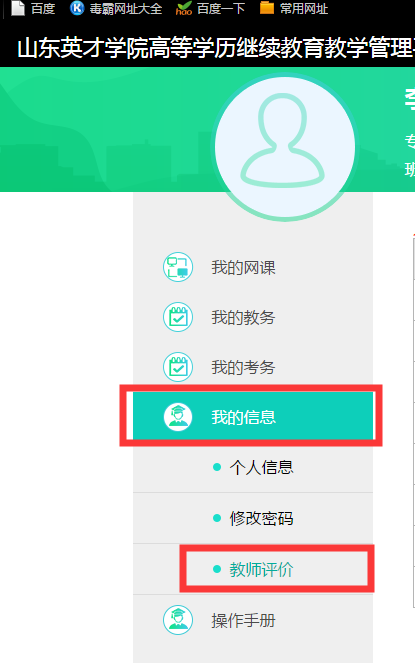 百度 毒霸网址大全 百度一下 常用网址
山东英才学院高等学历继续教育教学管理
专
班
我的网课
我的教务
我的考务
我的信息
个人信息
修改密码
教师评价
操作手册